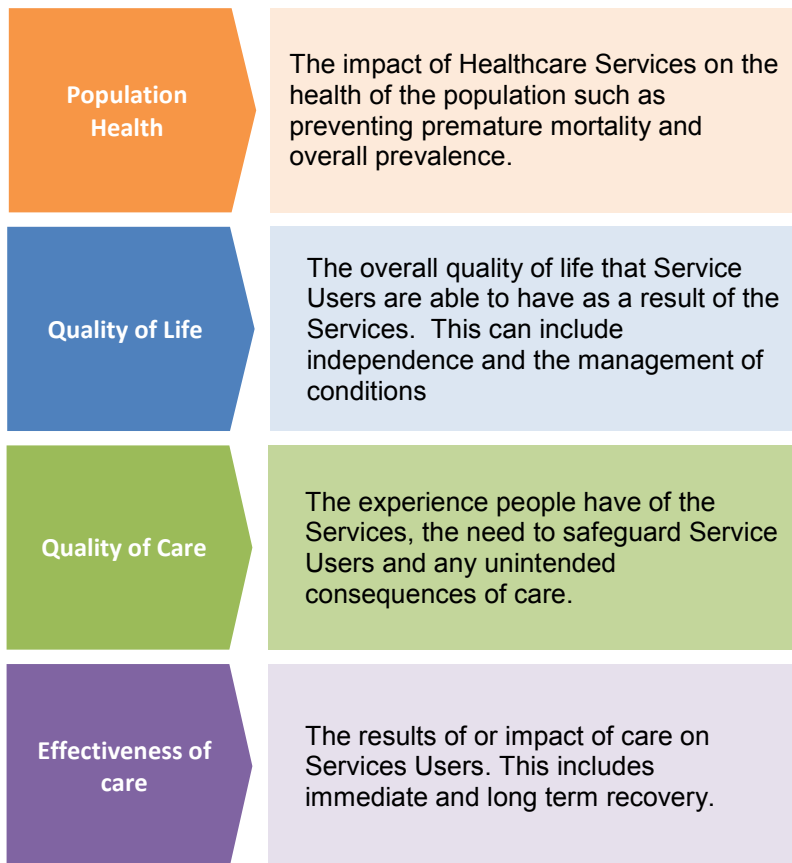 Population
Health
The impact of Healthcare Services on the
health of the population such as
preventing premature mortality and
overall prevalence.
Quality of Life
The overall quality of life that Service
Users are able to have as a result of the
Services.  This can include
independence and the management of
conditions
Quality of Care
The experience people have of the
Services, the need to safeguard Service
Users and any unintended
consequences of care.
Effectiveness of
care
The results of or impact of care on
Services Users. This includes
immediate and long term recovery.